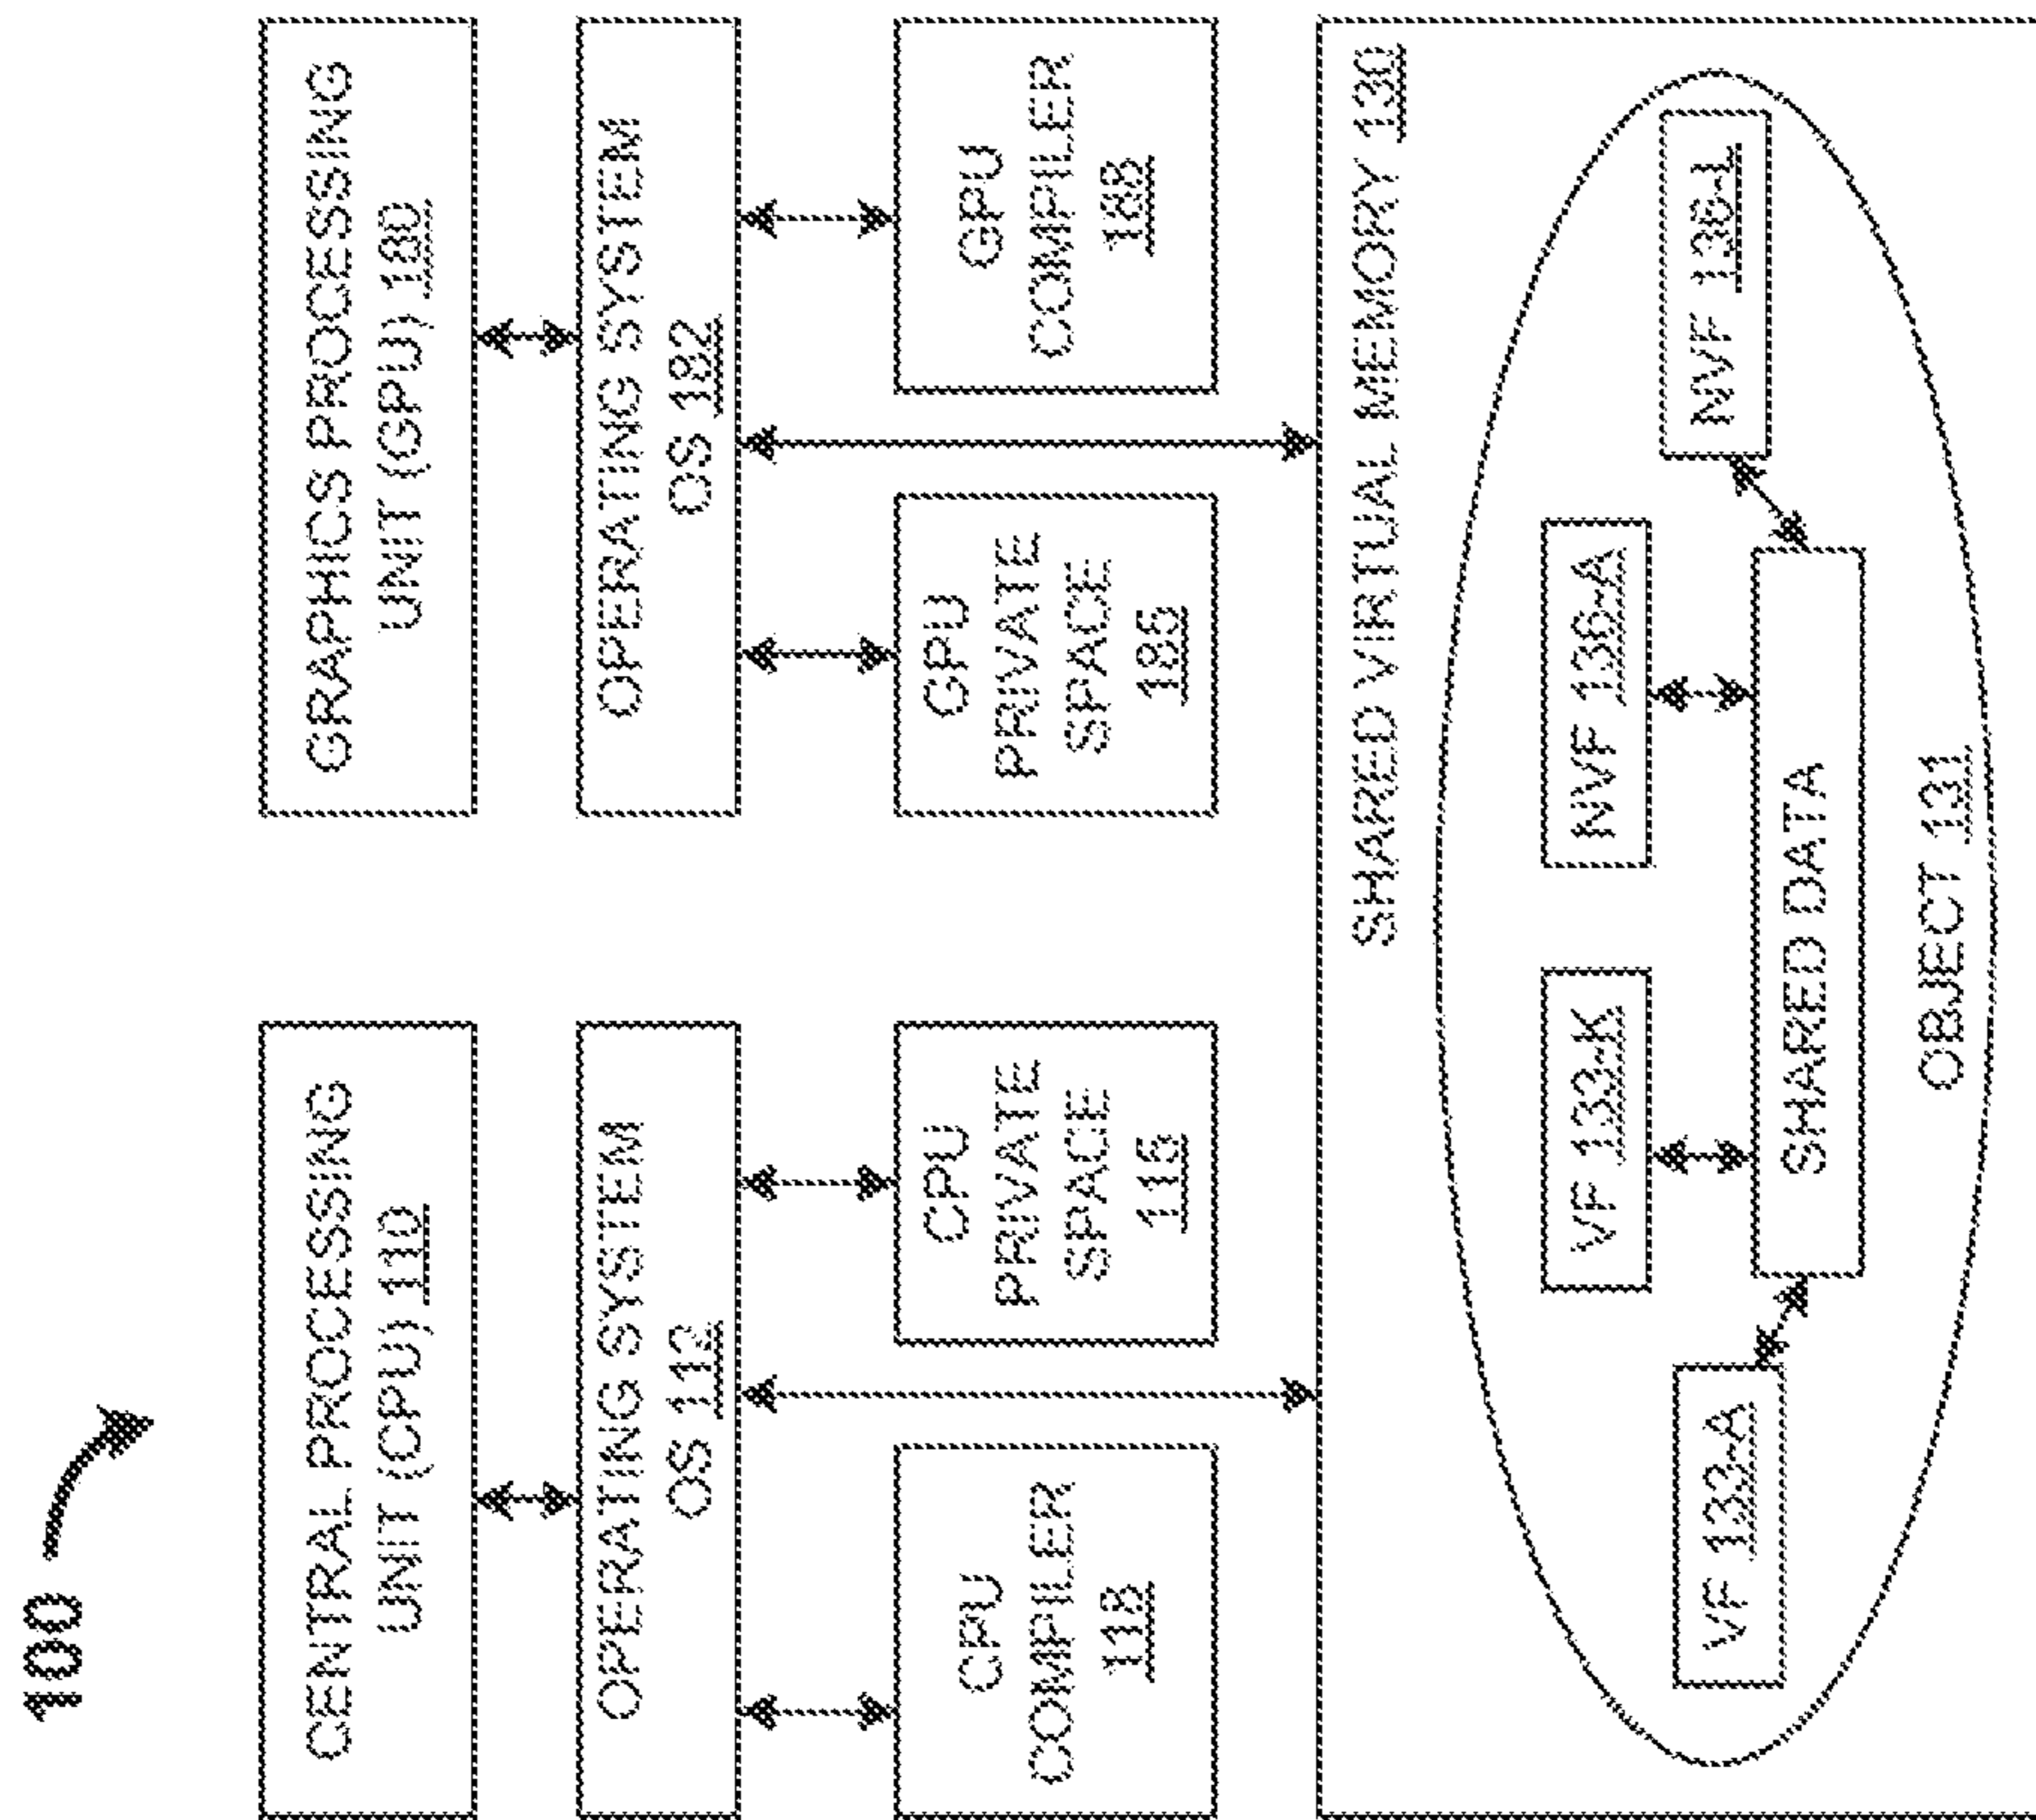 100
CENTRAL PROCESSING
UNIT (CPU) 110
GRAPHICS PROCESSING
UNIT (GPU) 180
OPERATING SYSTEM
OS 112
OPERATING SYSTEM
OS 182
CPU
COMPILER
118
CPU
PRIVATE
SPACE
115
GPU
PRIVATE
SPACE
185
GPU
COMPILER
188
SHARED VIRTUAL MEMORY 130
VF 133-A
VF 133-K
NVF 136-A
NVF 136-L
SHARED DATA
OBJECT 131